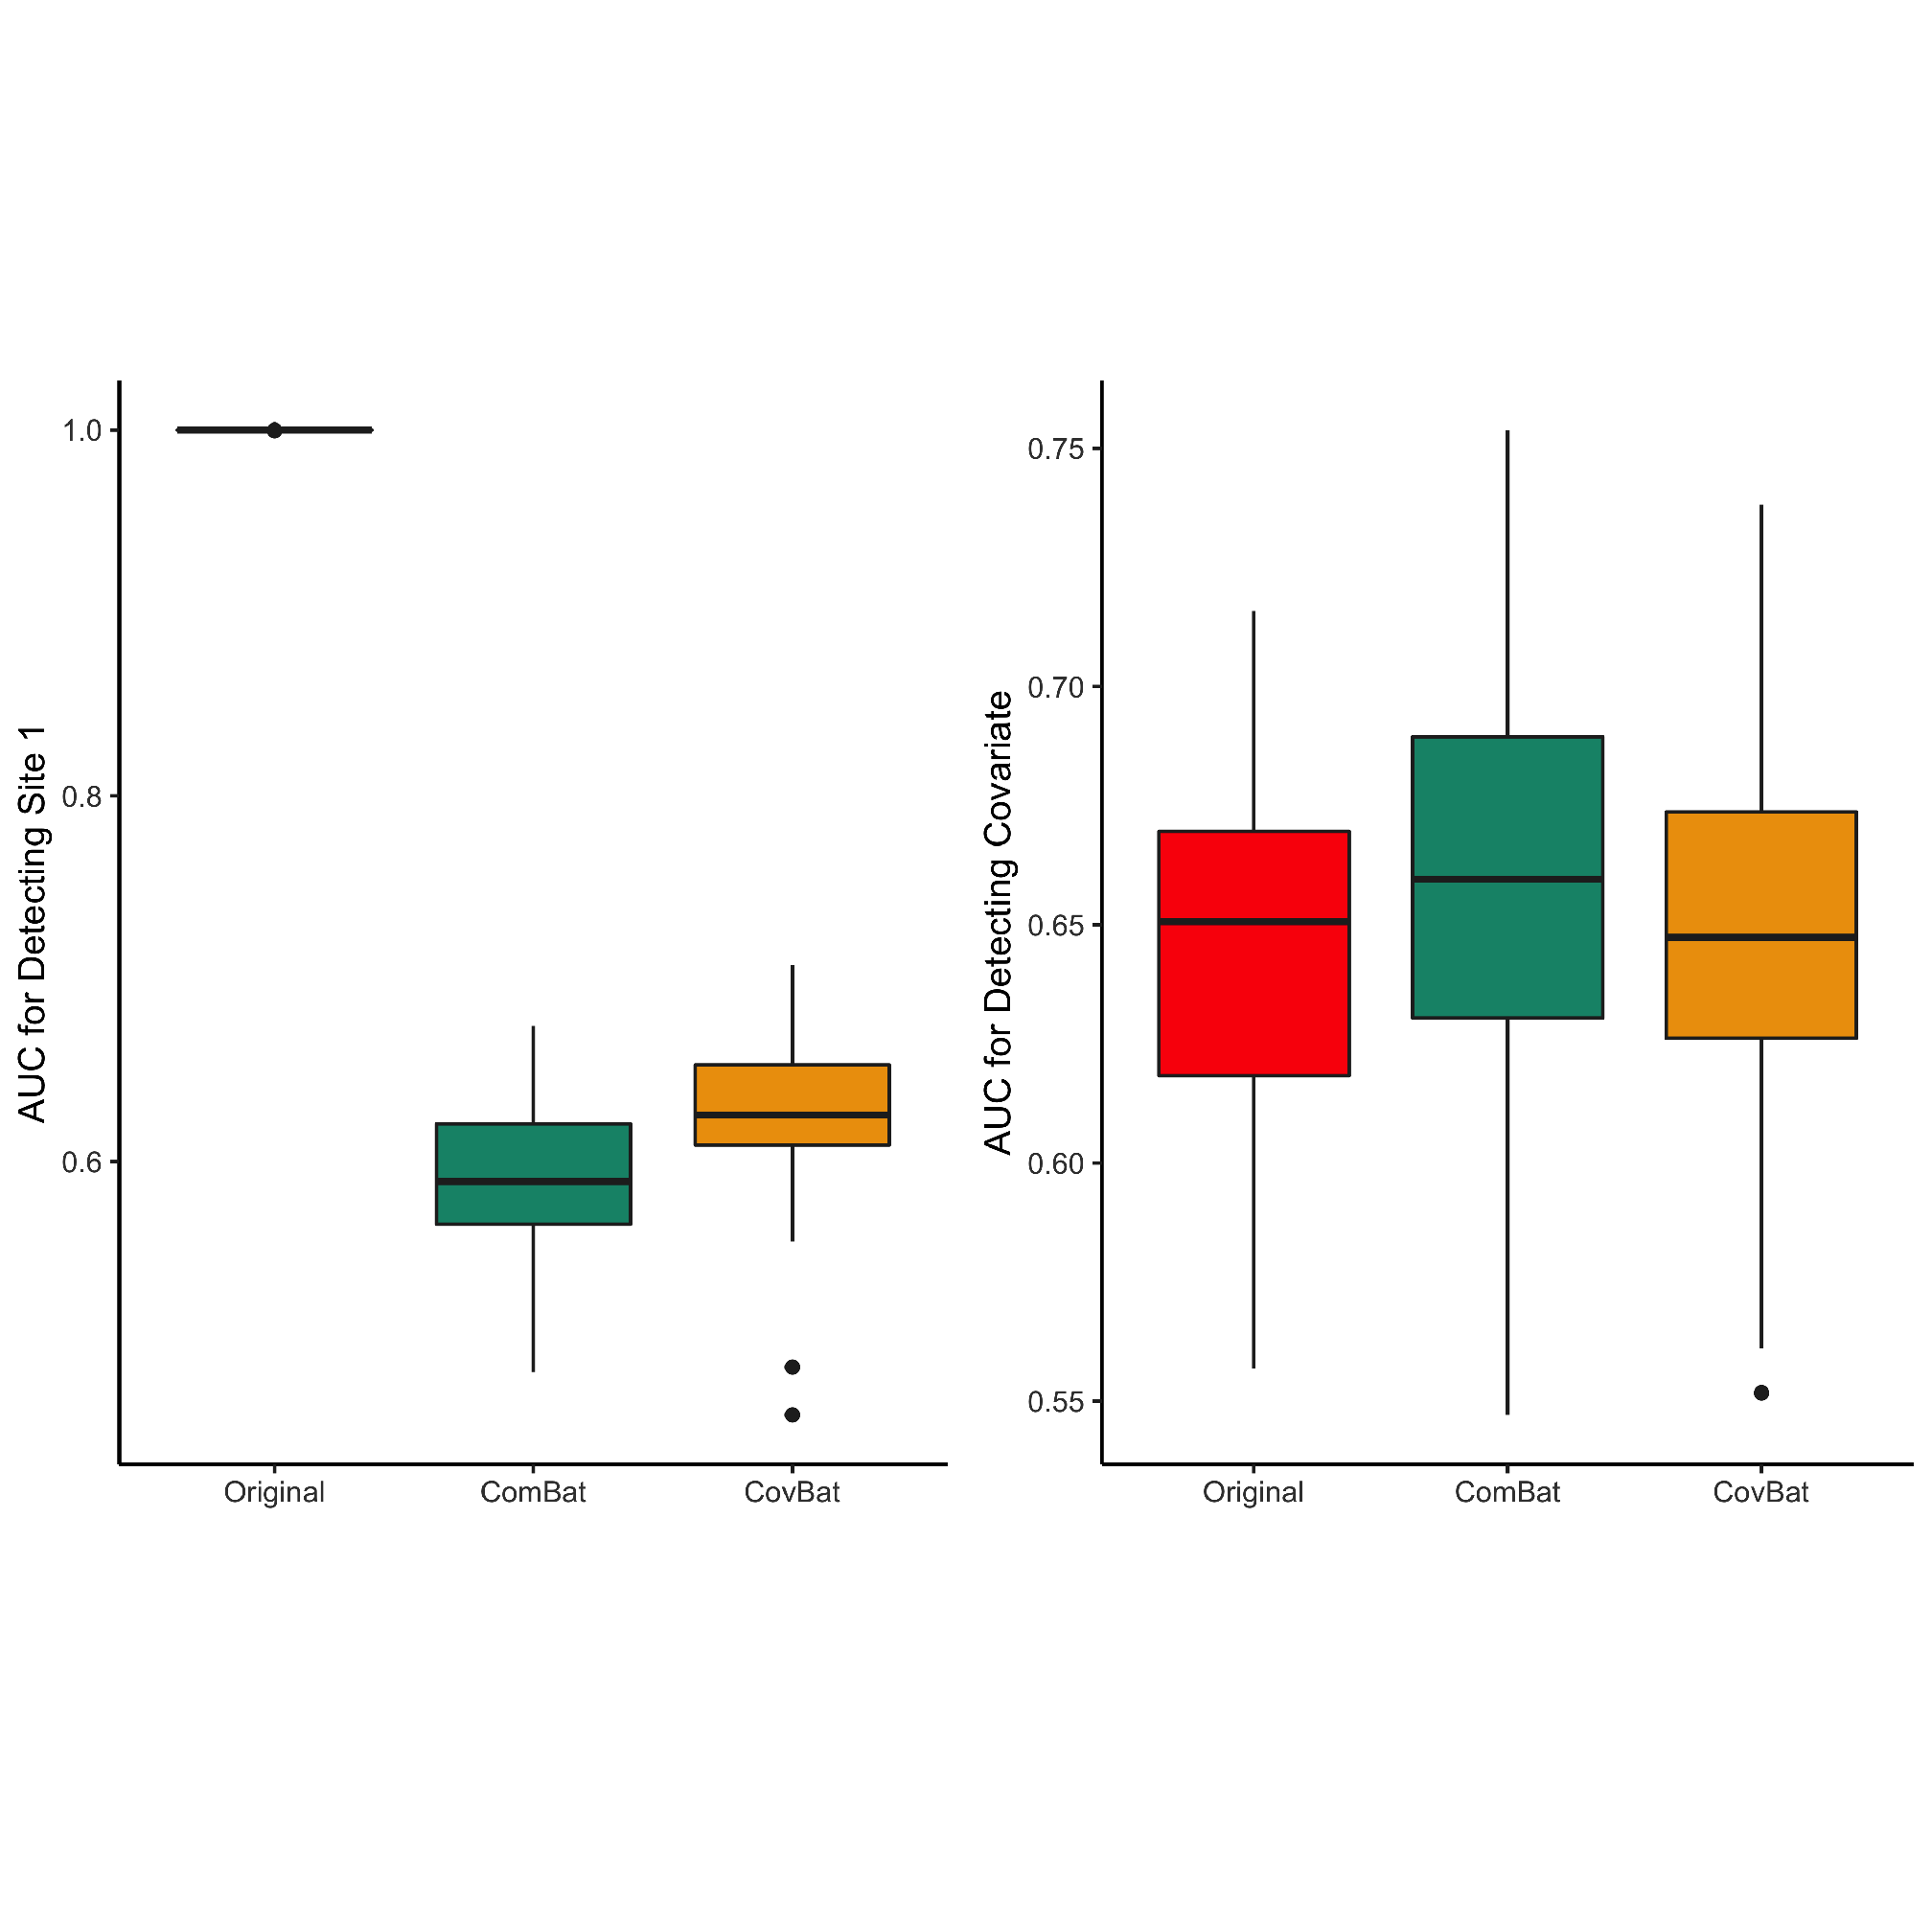 AUC for Detecting Site 1
1.0
0.8
0.6
Original ComBat CovBat
AUC for Detecting Covariate
0.75
0.70
0.65
0.60
0.55
Original ComBat CovBat